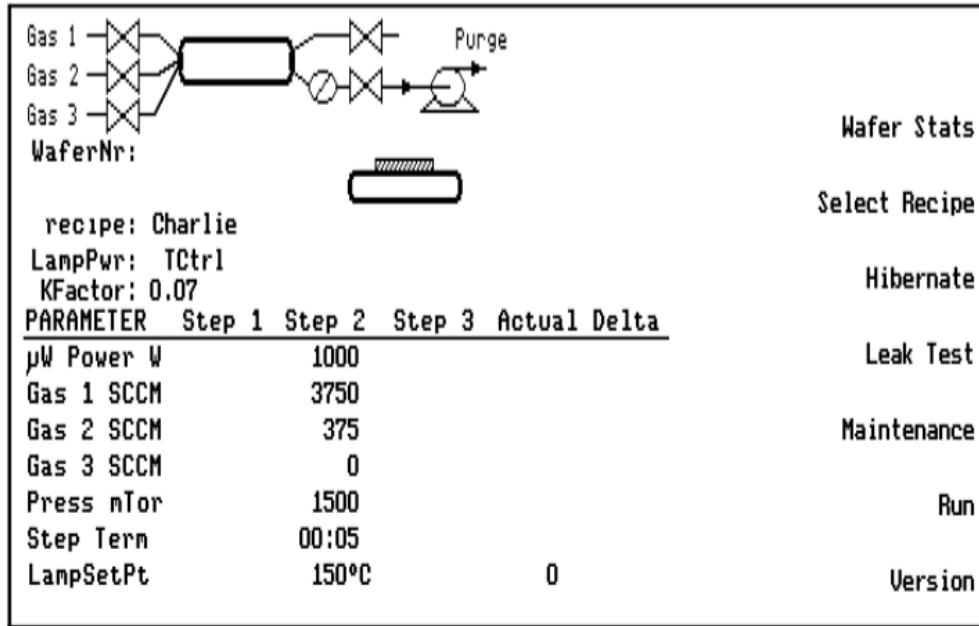 Gas 1
Purge
Gas 2
Gas 3
WaferNr:
recipe: Charlie
LampPwr: TCtrl
KFactor: 0.07
PARAMETER Step 1 Step 2 Step 3 Actual Delta
µW Power W 1000
Gas 1 SCCM 3750
Gas 2 SCCM 375
Gas 3 SCCM 0
Press mTor 1500
Step Term 00:05
LampSetPt 150°C 0
Wafer Stats
Select Recipe
Hibernate
Leak Test
Maintenance
Run
Version